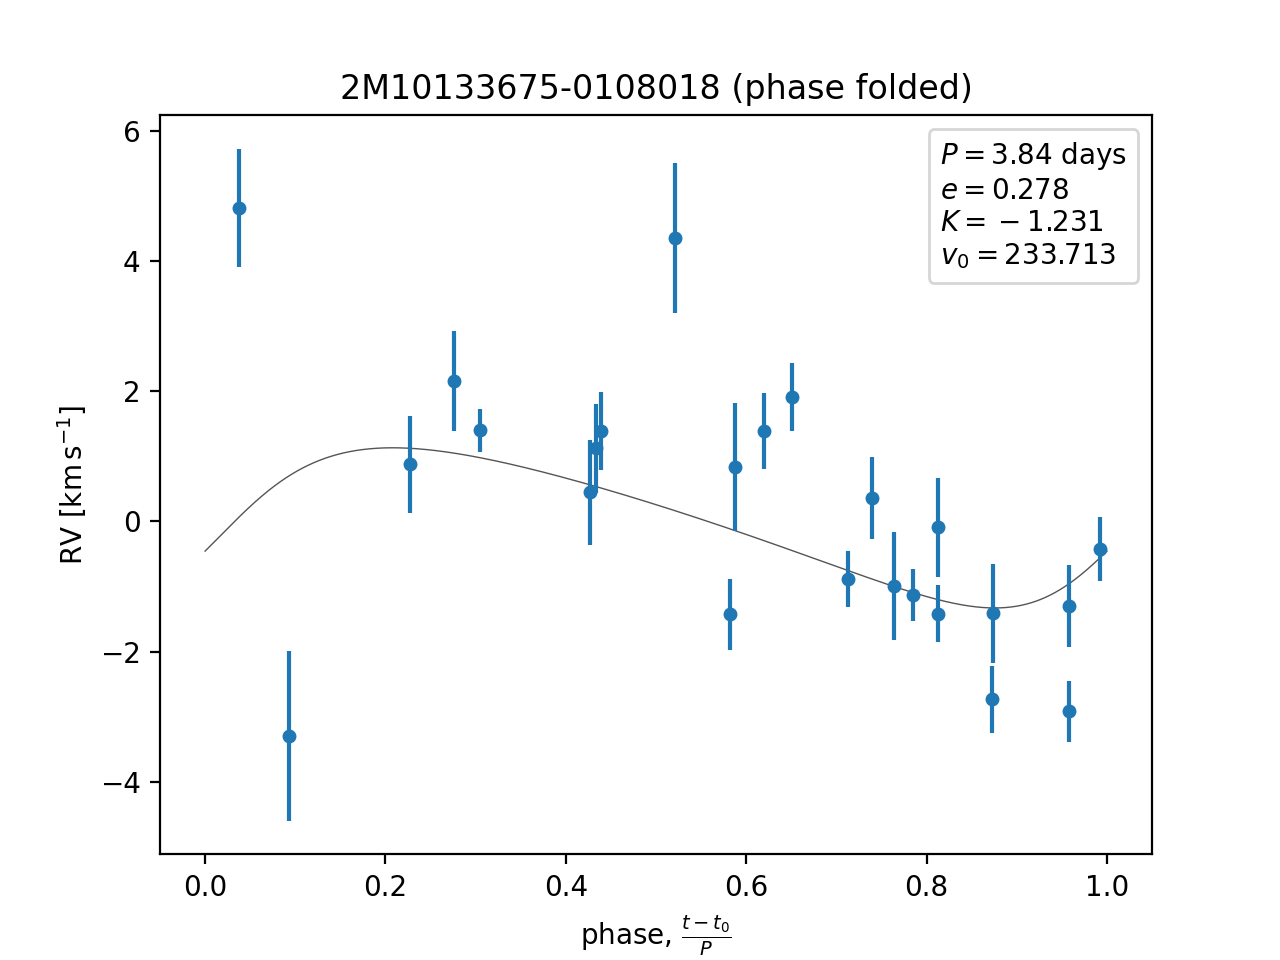 2M10133675-0108018 (phase folded)
P = 3.84 days
e = 0.278
K = −1.231
v₀ = 233.713
RV [km s⁻¹]
6
4
2
0
−2
−4
0.0 0.2 0.4 0.6 0.8 1.0
phase, (t − t₀)/P